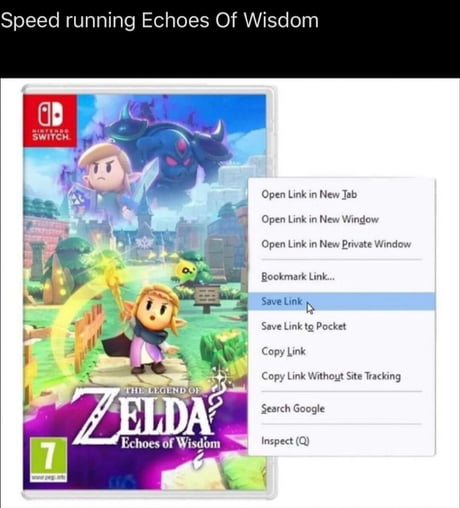 Speed running Echoes Of Wisdom
NINTENDO
SWITCH
THE LEGEND OF
ZELDA
Echoes of Wisdom
7
www.pegi.info
Open Link in New Tab
Open Link in New Window
Open Link in New Private Window
Bookmark Link...
Save Link
Save Link to Pocket
Copy Link
Copy Link Without Site Tracking
Search Google
Inspect (Q)